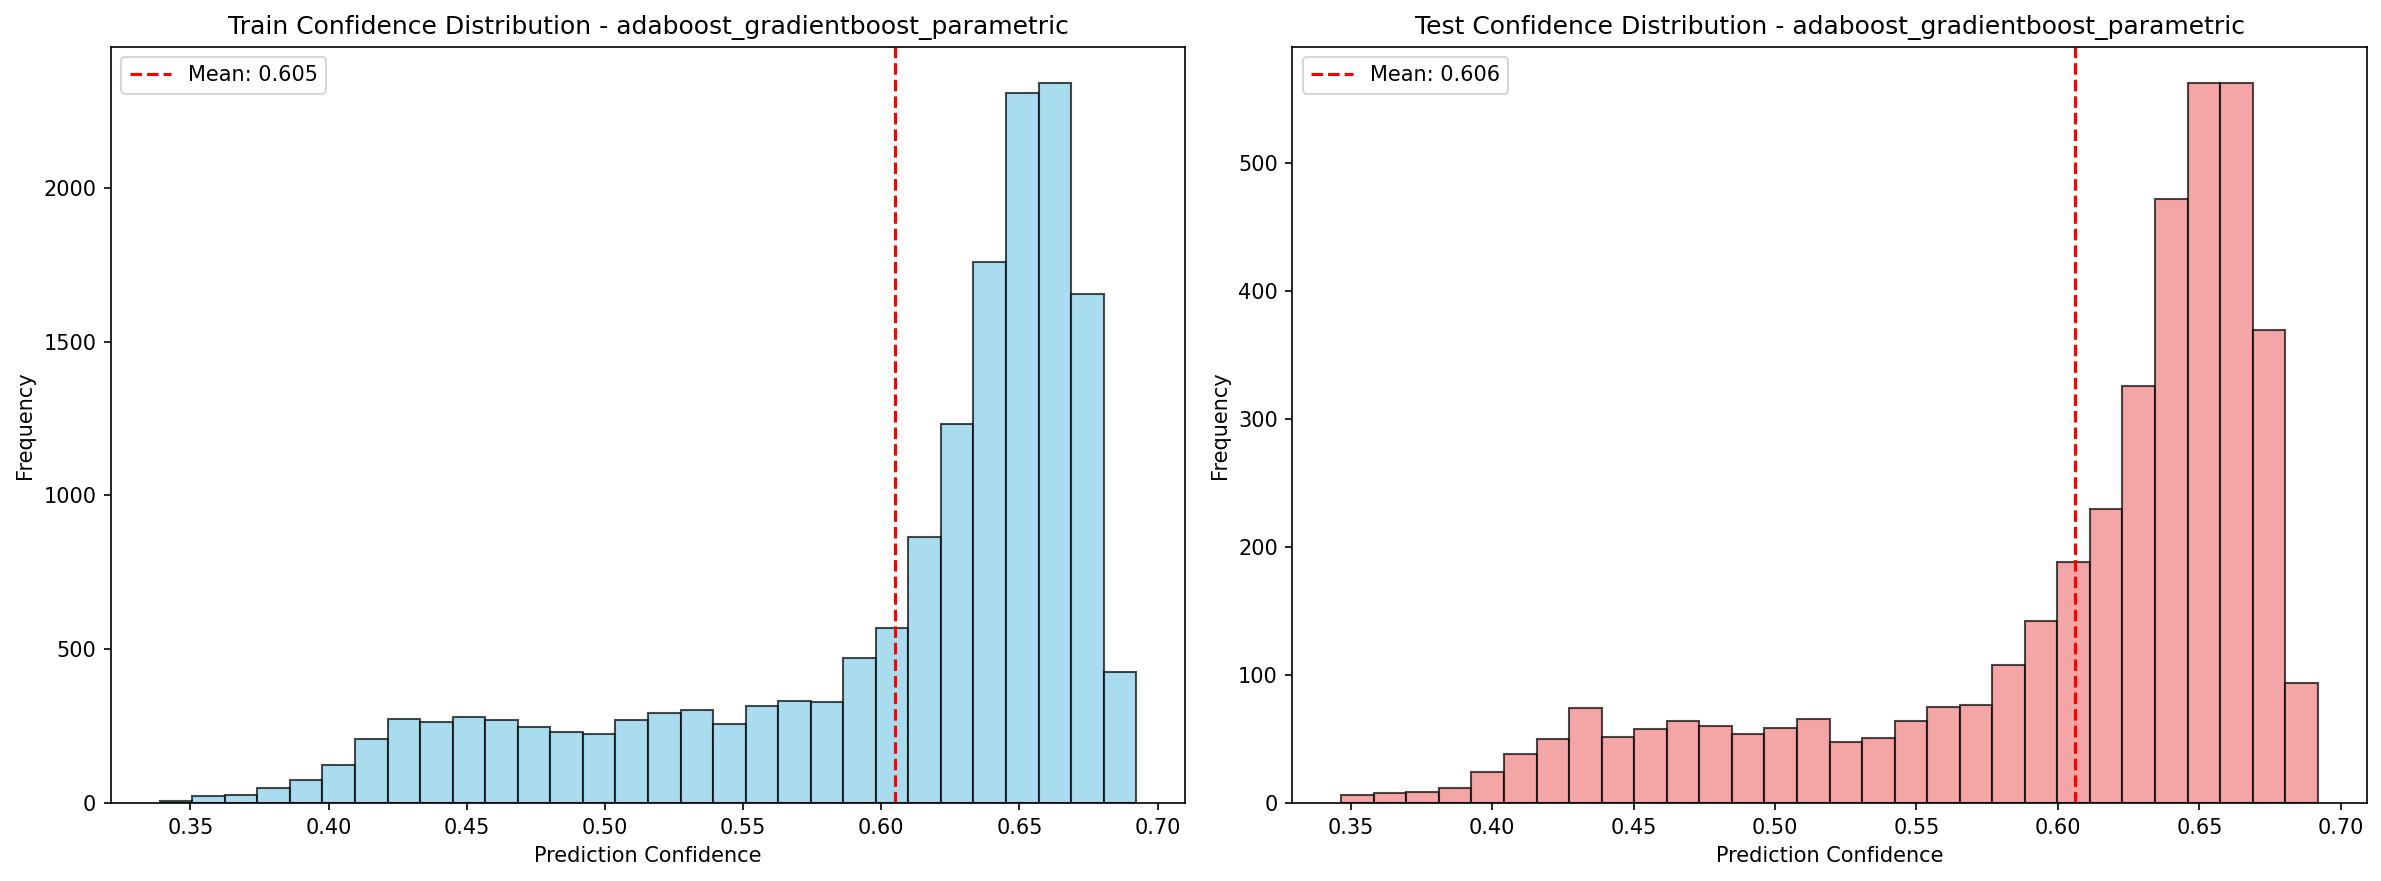 Train Confidence Distribution - adaboost_gradientboost_parametric
Mean: 0.605
Frequency
2000
1500
1000
500
0
0.35 0.40 0.45 0.50 0.55 0.60 0.65 0.70
Prediction Confidence
Test Confidence Distribution - adaboost_gradientboost_parametric
Mean: 0.606
Frequency
500
400
300
200
100
0
0.35 0.40 0.45 0.50 0.55 0.60 0.65 0.70
Prediction Confidence